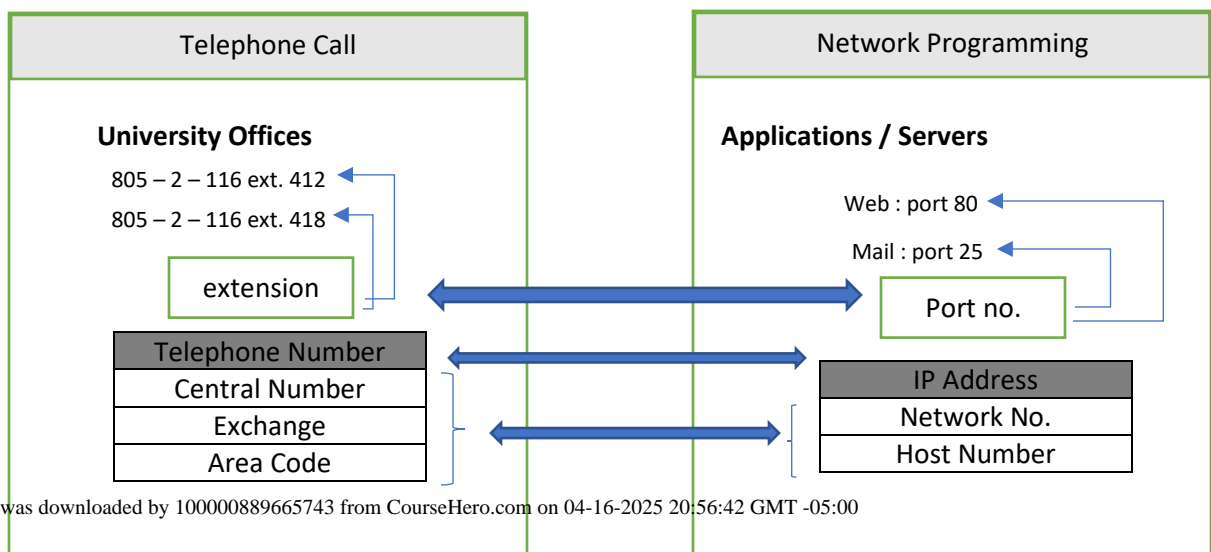 Telephone Call
University Offices
805 – 2 – 116 ext. 412
805 – 2 – 116 ext. 418
extension
Telephone Number
Central Number
Exchange
Area Code
Network Programming
Applications / Servers
Web : port 80
Mail : port 25
Port no.
IP Address
Network No.
Host Number
was downloaded by 100000889665743 from CourseHero.com on 04-16-2025 20:56:42 GMT -05:00